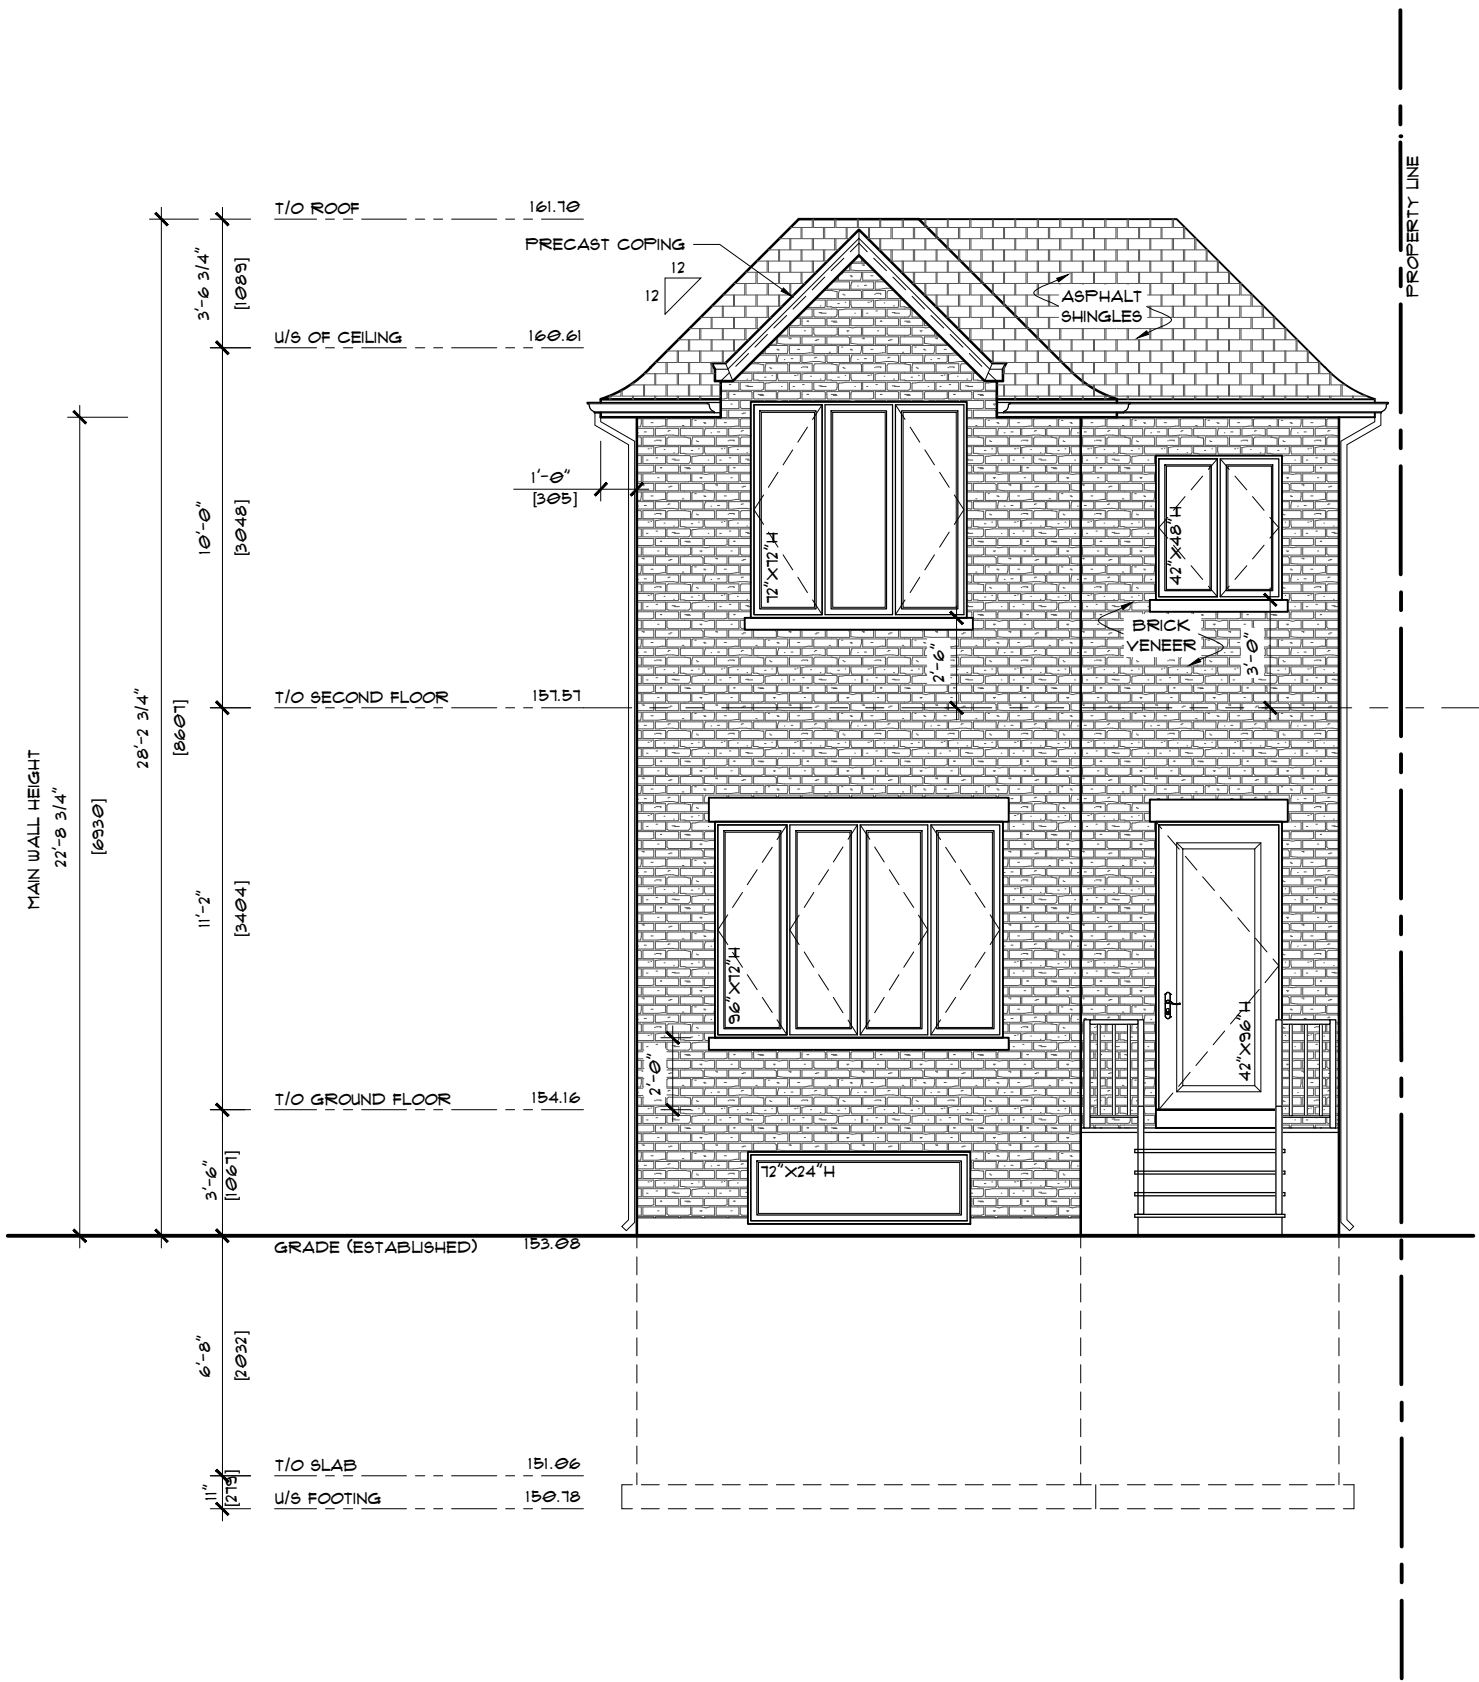 T/O ROOF 161.70
PRECAST COPING
12
12
ASPHALT
SHINGLES
PROPERTY LINE
3'-6 3/4"
[1089]
U/S OF CEILING 160.61
1'-0"
[305]
10'-0"
[3048]
72"X72"H
42"X48"H
BRICK
VENEER
2'-6"
3'-0"
T/O SECOND FLOOR 157.57
28'-2 3/4"
[8607]
MAIN WALL HEIGHT
22'-8 3/4"
[6930]
11'-2"
[3404]
96"X72"H
42"X96"H
2'-0"
T/O GROUND FLOOR 154.16
3'-6"
[1067]
72"X24"H
GRADE (ESTABLISHED) 153.08
6'-8"
[2032]
T/O SLAB 151.06
11"
[279]
U/S FOOTING 150.78